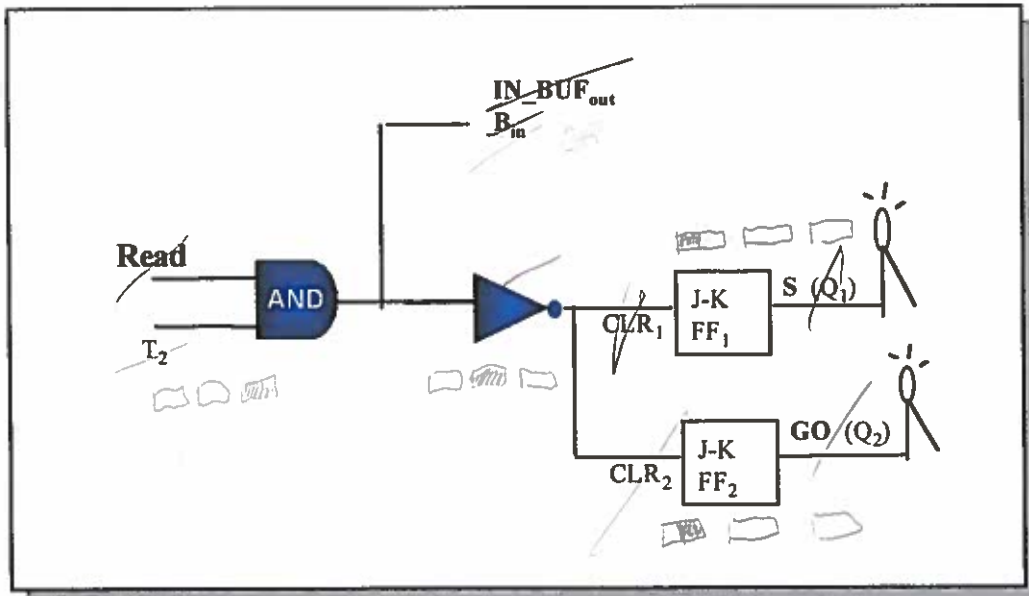 IN_BUFout
Bin
Read
AND
T2
CLR1
J-K
FF1
S (Q1)
CLR2
J-K
FF2
GO (Q2)